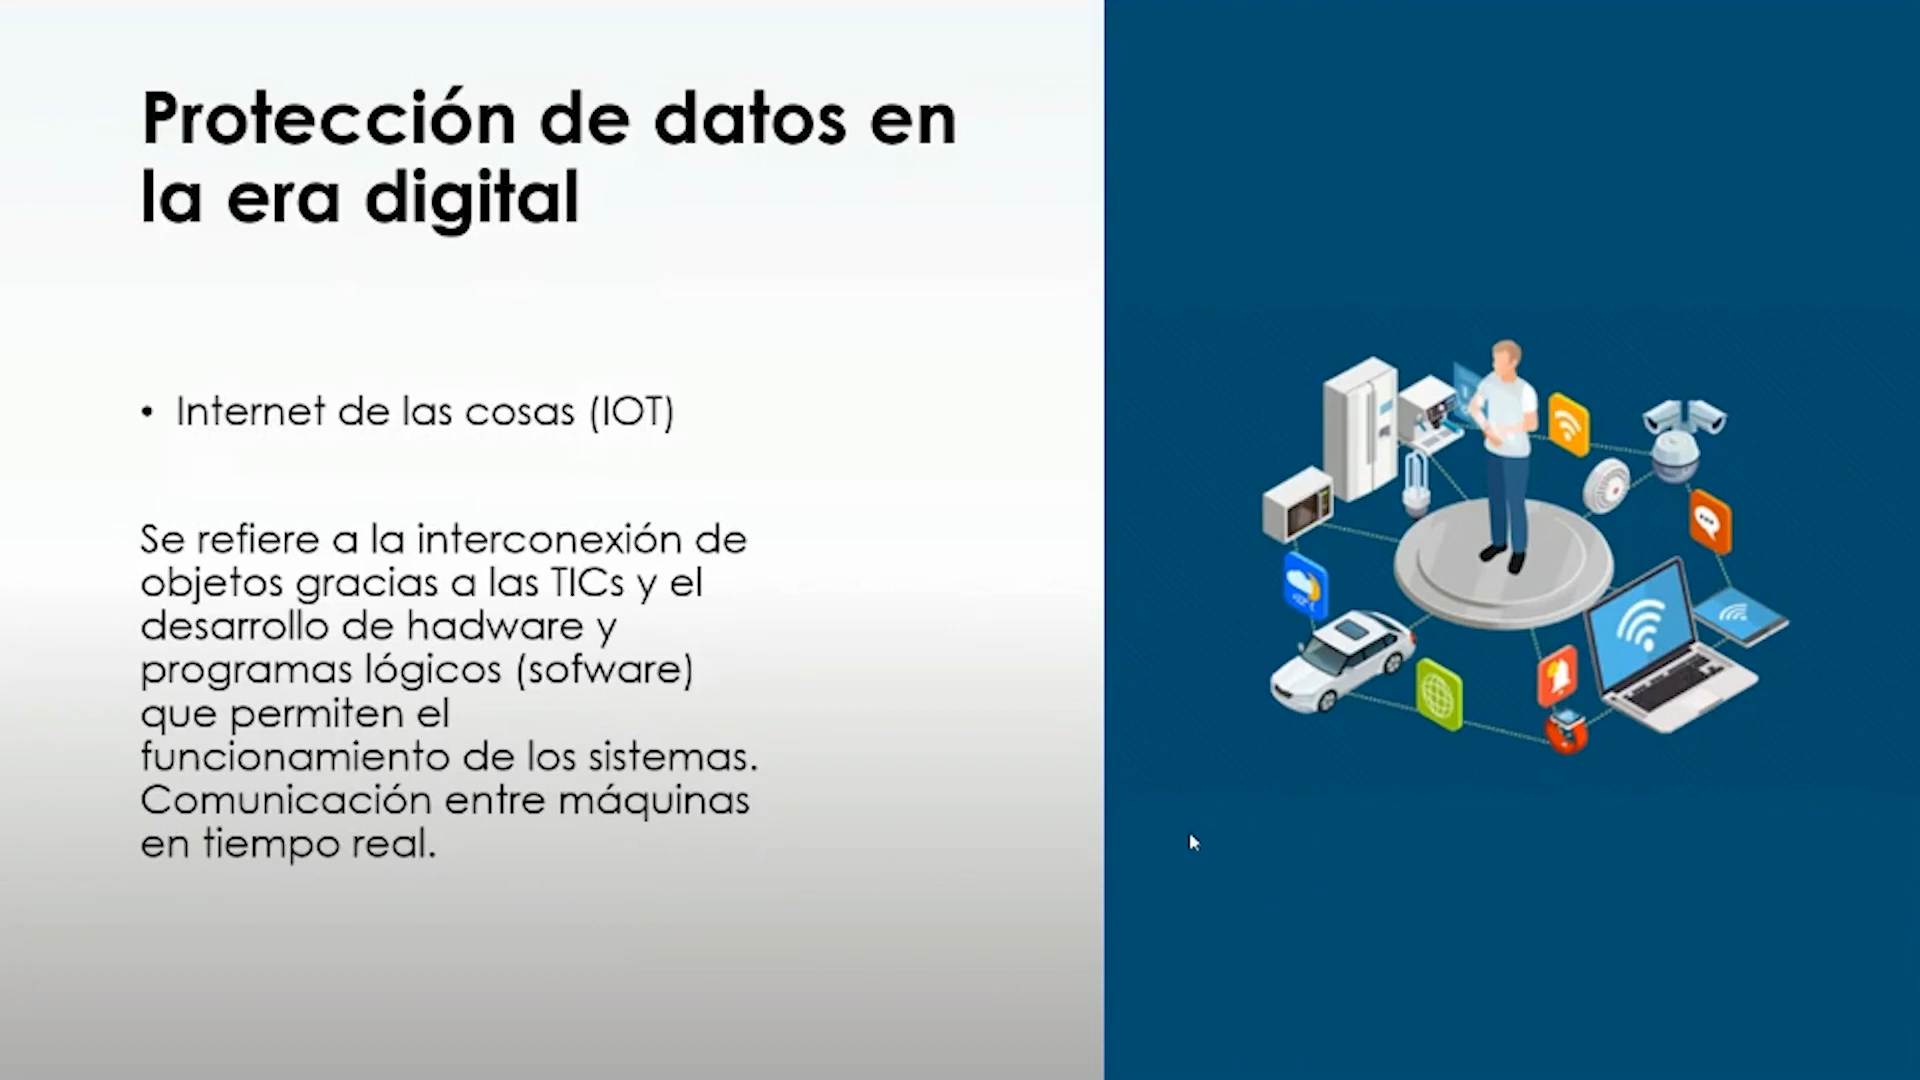 Protección de datos en
la era digital
• Internet de las cosas (IOT)
Se refiere a la interconexión de
objetos gracias a las TICs y el
desarrollo de hadware y
programas lógicos (sofware)
que permiten el
funcionamiento de los sistemas.
Comunicación entre máquinas
en tiempo real.